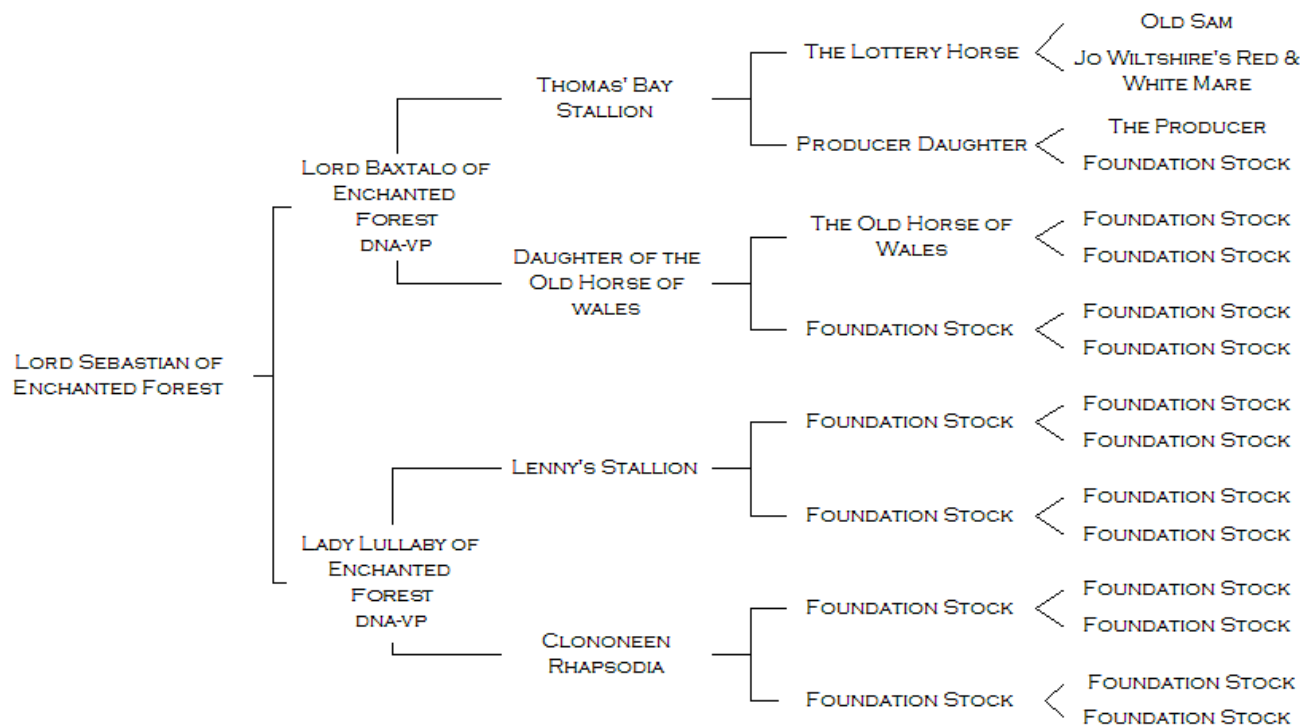 Old Sam
The Lottery Horse
Jo Wiltshire's Red &
White Mare
Thomas' Bay
Stallion
The Producer
Producer Daughter
Foundation Stock
Lord Baxtalo of
Enchanted
Forest
DNA-VP
The Old Horse of
Wales
Foundation Stock
Foundation Stock
Daughter of the
Old Horse of
wales
Foundation Stock
Foundation Stock
Foundation Stock
Lord Sebastian of
Enchanted Forest
Foundation Stock
Foundation Stock
Foundation Stock
Lenny's Stallion
Foundation Stock
Foundation Stock
Foundation Stock
Lady Lullaby of
Enchanted
Forest
DNA-VP
Foundation Stock
Foundation Stock
Foundation Stock
Clononeen
Rhapsodia
Foundation Stock
Foundation Stock
Foundation Stock